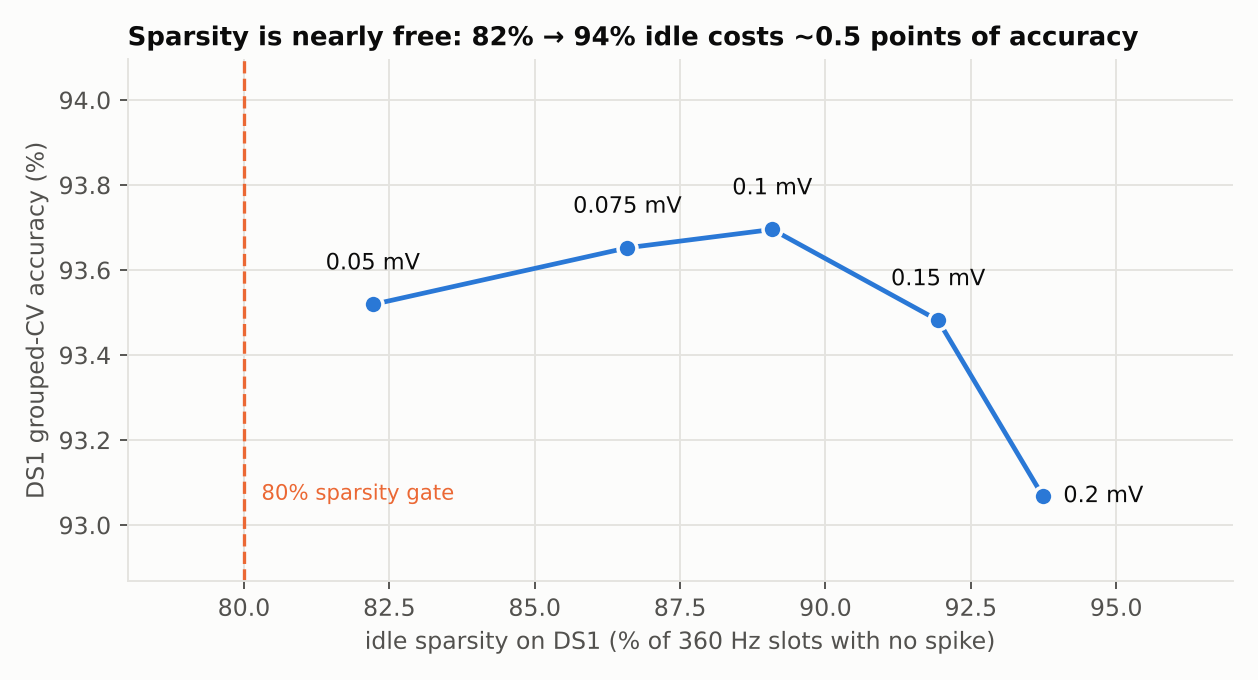 Sparsity is nearly free: 82% → 94% idle costs ~0.5 points of accuracy
DS1 grouped-CV accuracy (%)
94.0
93.8
93.6
93.4
93.2
93.0
0.05 mV
0.075 mV
0.1 mV
0.15 mV
0.2 mV
80% sparsity gate
80.0
82.5
85.0
87.5
90.0
92.5
95.0
idle sparsity on DS1 (% of 360 Hz slots with no spike)